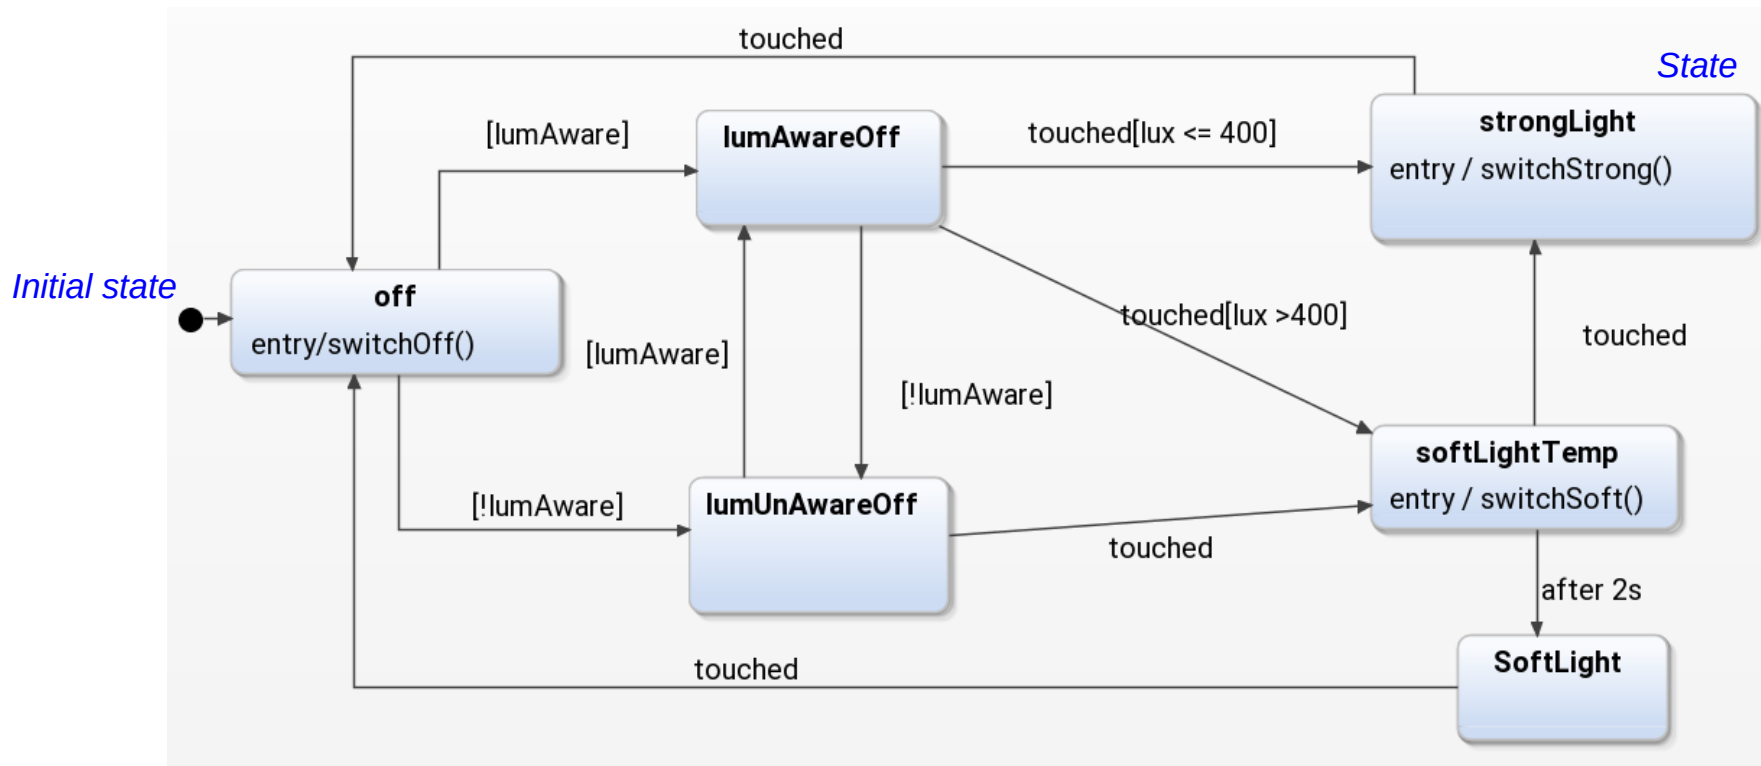 touched
State
[lumAware]
lumAwareOff
touched[lux <= 400]
strongLight
entry / switchStrong()
Initial state
off
entry/switchOff()
[lumAware]
touched[lux >400]
touched
[!lumAware]
softLightTemp
entry / switchSoft()
[!lumAware]
lumUnAwareOff
touched
after 2s
touched
SoftLight